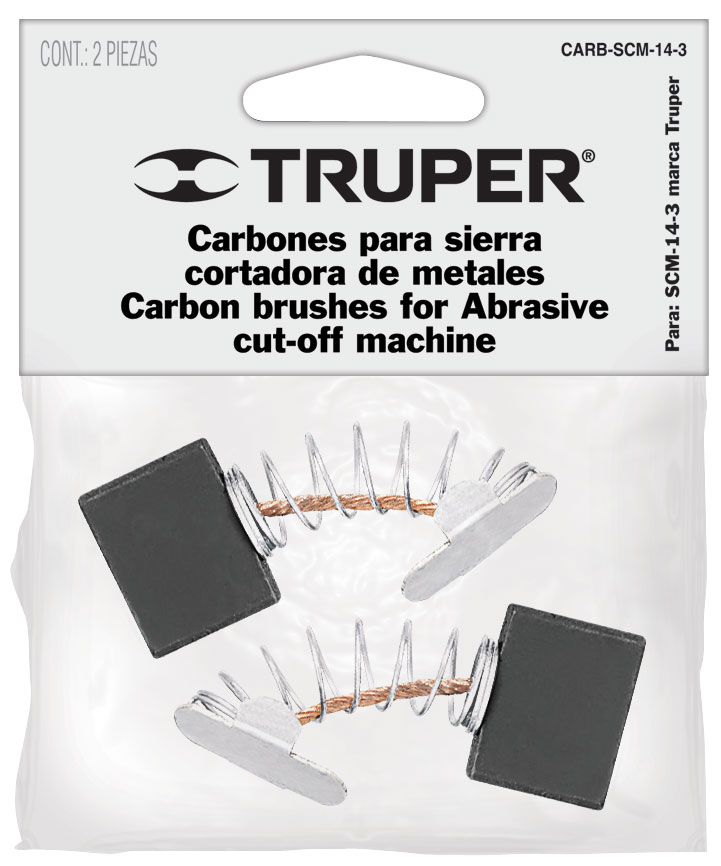 CONT.: 2 PIEZAS
CARB-SCM-14-3
TRUPER®
Carbones para sierra
cortadora de metales
Carbon brushes for Abrasive
cut-off machine
Para: SCM-14-3 marca Truper